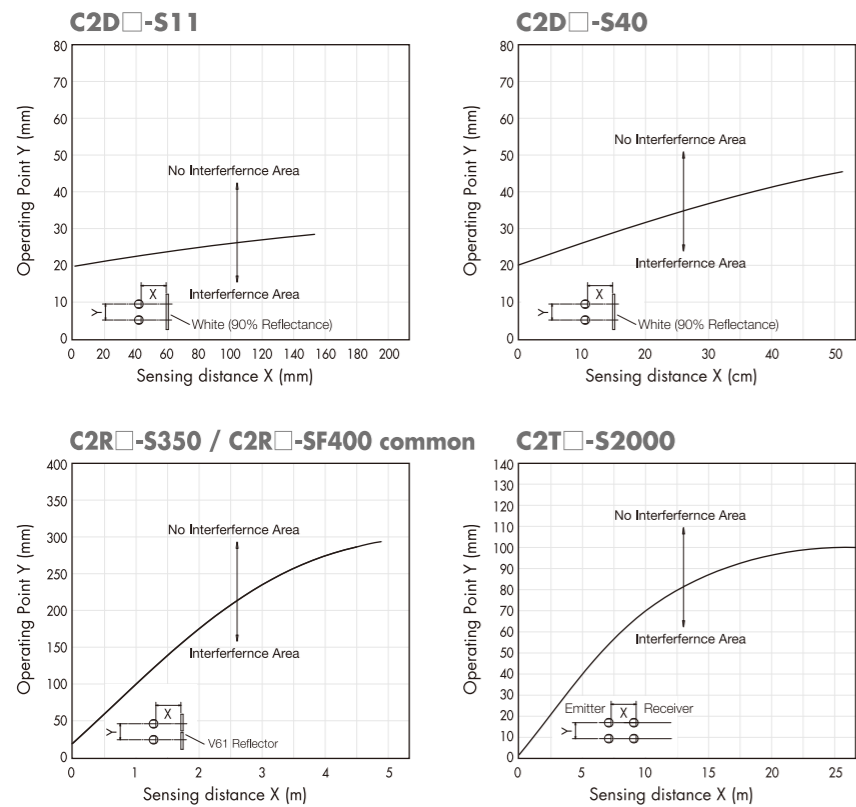 C2D□-S11
80
70
60
50
40
30
20
10
0
Operating Point Y (mm)
No Interferfernce Area
Interferfernce Area
X
Y
White (90% Reflectance)
0 20 40 60 80 100 120 140 160 180 200
Sensing distance X (mm)
C2D□-S40
80
70
60
50
40
30
20
10
0
Operating Point Y (mm)
No Interferfernce Area
Interferfernce Area
X
Y
White (90% Reflectance)
0 10 20 30 40 50
Sensing distance X (cm)
C2R□-S350 / C2R□-SF400 common
400
350
300
250
200
150
100
50
0
Operating Point Y (mm)
No Interferfernce Area
Interferfernce Area
X
Y
V61 Reflector
0 1 2 3 4 5
Sensing distance X (m)
C2T□-S2000
140
130
120
110
100
90
80
70
60
50
40
30
20
10
0
Operating Point Y (mm)
No Interferfernce Area
Interferfernce Area
Emitter X Receiver
Y
0 5 10 15 20 25
Sensing distance X (m)